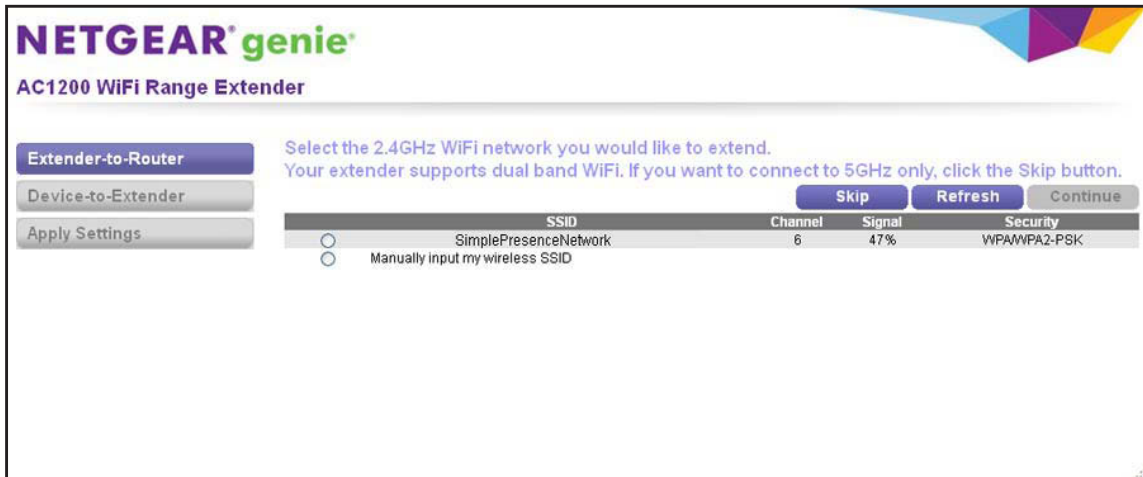 NETGEAR® genie®
AC1200 WiFi Range Extender
Extender-to-Router
Device-to-Extender
Apply Settings
Select the 2.4GHz WiFi network you would like to extend.
Your extender supports dual band WiFi. If you want to connect to 5GHz only, click the Skip button.
Skip Refresh Continue
SSID Channel Signal Security
SimplePresenceNetwork 6 47% WPA/WPA2-PSK
Manually input my wireless SSID